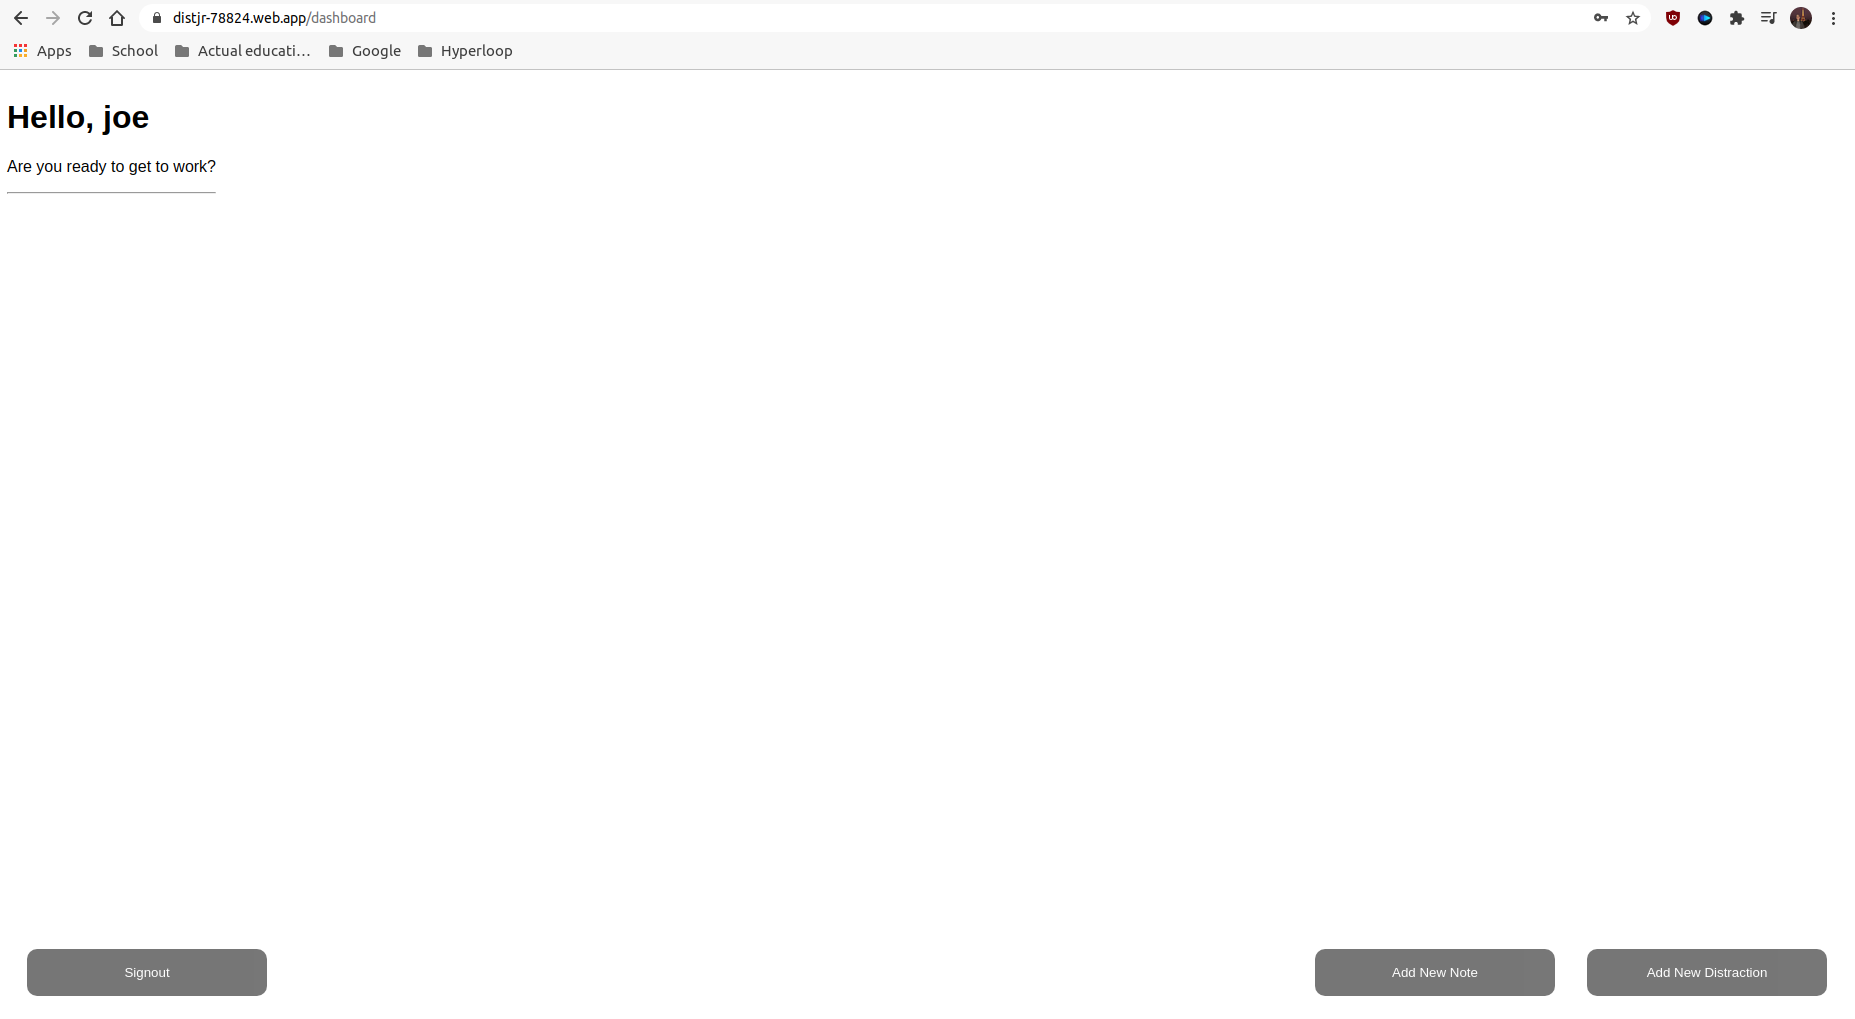 distjr-78824.web.app/dashboard
Apps School Actual educati… Google Hyperloop
Hello, joe
Are you ready to get to work?
Signout Add New Note Add New Distraction